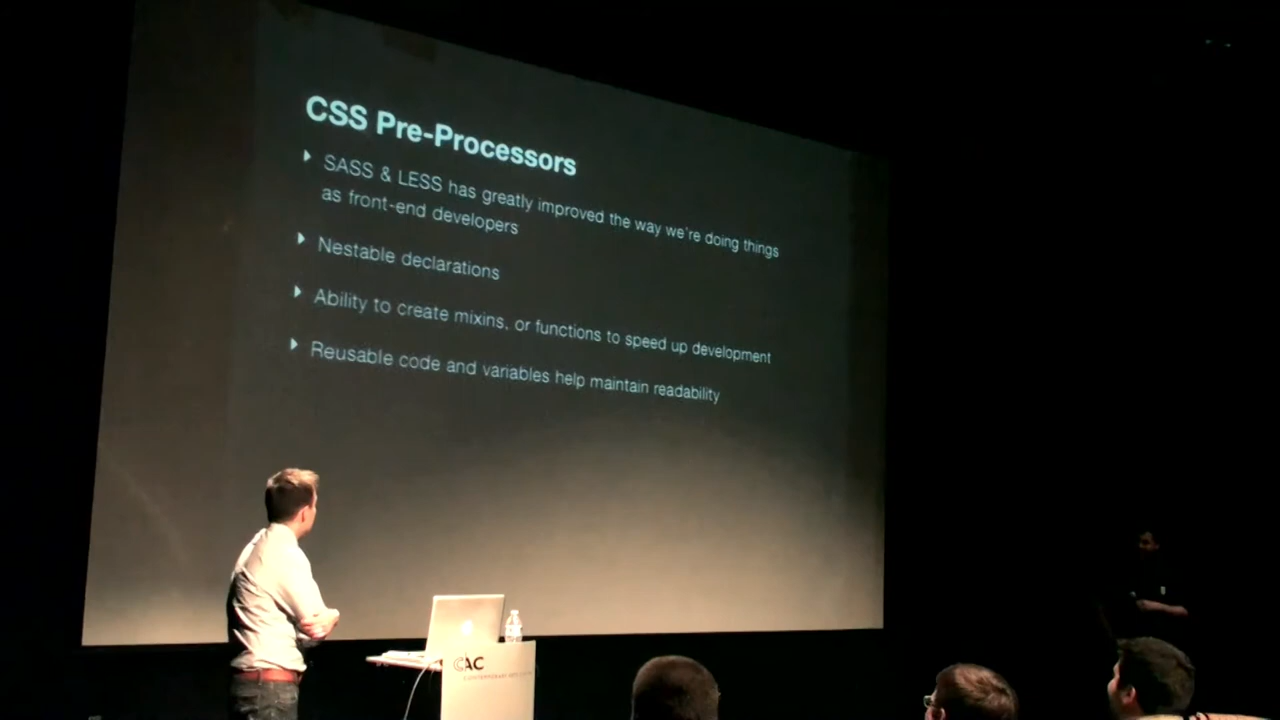 CSS Pre-Processors
SASS & LESS has greatly improved the way we're doing things
as front-end developers
Nestable declarations
Ability to create mixins, or functions to speed up development
Reusable code and variables help maintain readability
CAC
CONTEMPORARY ARTS